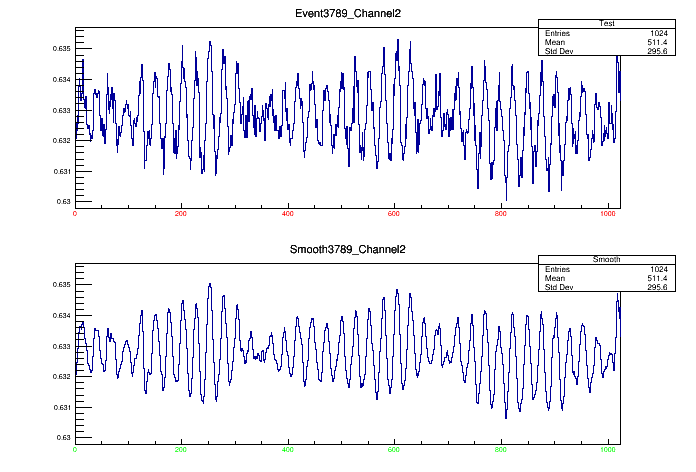 Event3789_Channel2
Test
Entries 1024
Mean 511.4
Std Dev 295.6
0.635
0.634
0.633
0.632
0.631
0.63
0 200 400 600 800 1000
Smooth3789_Channel2
Smooth
Entries 1024
Mean 511.4
Std Dev 295.6
0.635
0.634
0.633
0.632
0.631
0.63
0 200 400 600 800 1000